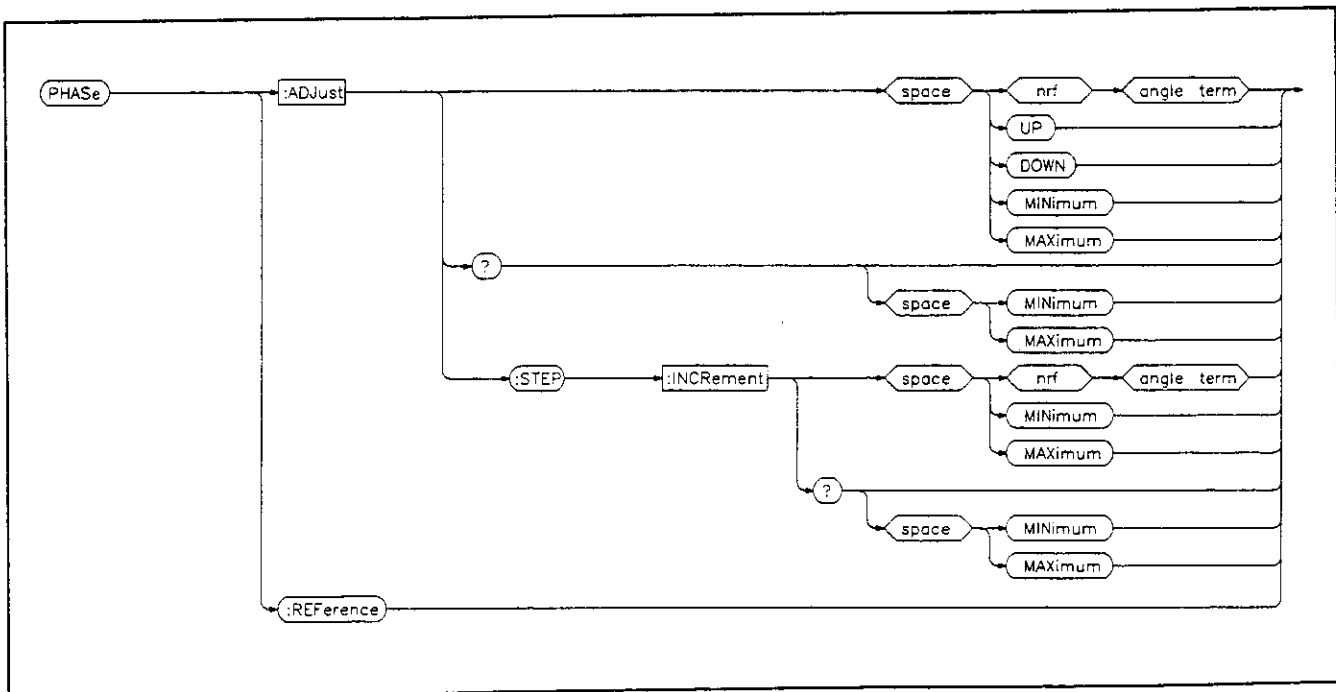 PHASe :ADJust space nrf angle term
UP
DOWN
MINimum
MAXimum
?
space MINimum
MAXimum
:STEP :INCRement space nrf angle term
MINimum
MAXimum
?
space MINimum
MAXimum
:REFerence